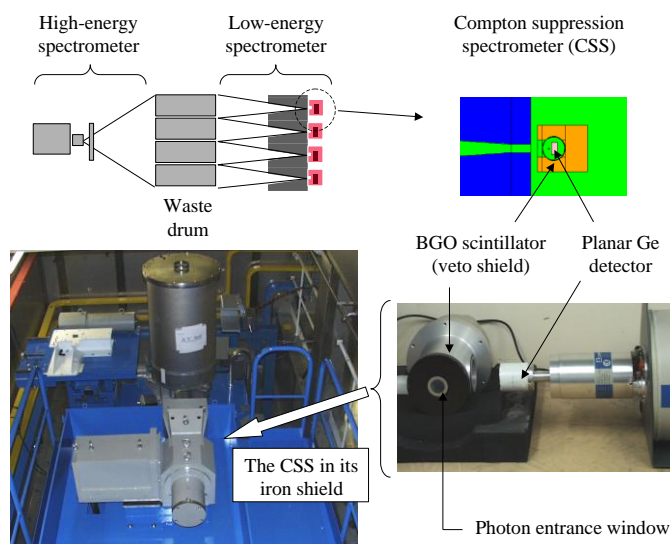 High-energy
spectrometer
Low-energy
spectrometer
Compton suppression
spectrometer (CSS)
Waste
drum
BGO scintillator
(veto shield)
Planar Ge
detector
The CSS in its
iron shield
Photon entrance window